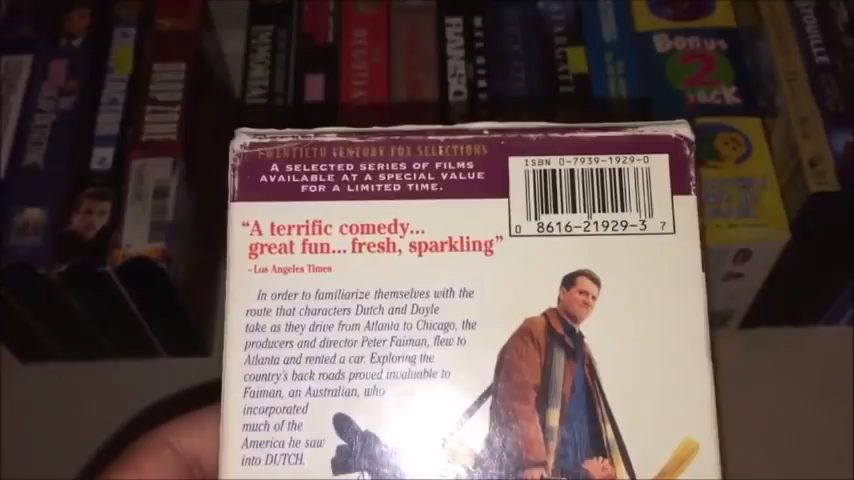 IMMORTAL
RANSOM
BONUS
2
PACK
DROP ZONE
TWENTIETH CENTURY FOX SELECTIONS
A SELECTED SERIES OF FILMS
AVAILABLE AT A SPECIAL VALUE
FOR A LIMITED TIME.
ISBN 0-7939-1929-0
0 8616-21929-3 7
“A terrific comedy...
great fun... fresh, sparkling”
–Los Angeles Times
In order to familiarize themselves with the
route that characters Dutch and Doyle
take as they drive from Atlanta to Chicago, the
producers and director Peter Faiman, flew to
Atlanta and rented a car. Exploring the
country's back roads proved invaluable to
Faiman, an Australian, who
incorporated
much of the
America he saw
into DUTCH.